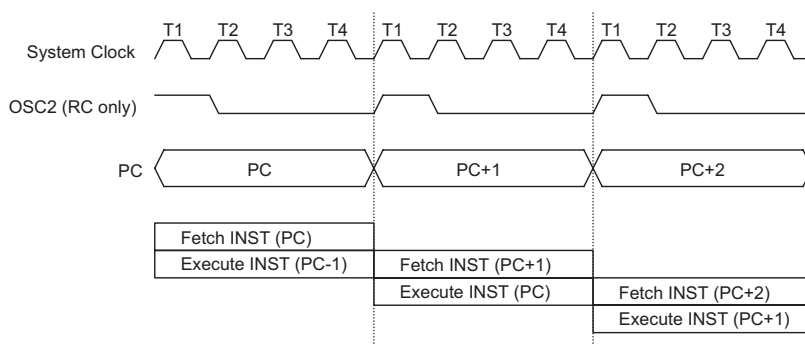 T1 T2 T3 T4 T1 T2 T3 T4 T1 T2 T3 T4
System Clock
OSC2 (RC only)
PC PC PC+1 PC+2
Fetch INST (PC)
Execute INST (PC-1) Fetch INST (PC+1)
Execute INST (PC) Fetch INST (PC+2)
Execute INST (PC+1)